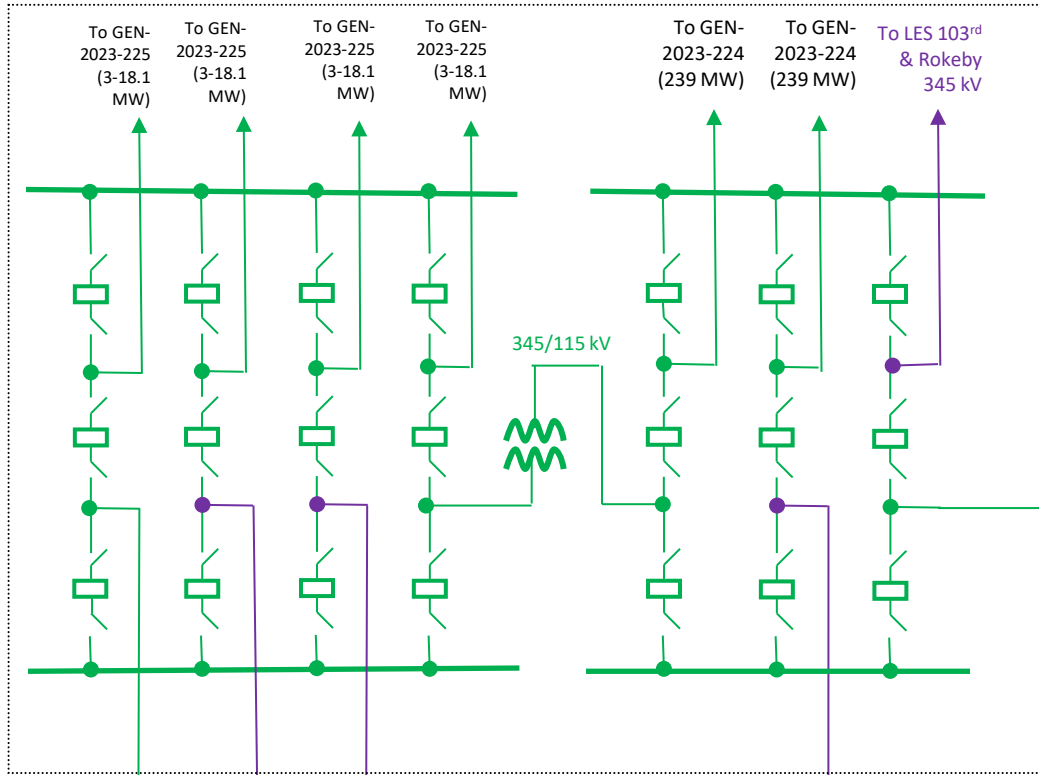 To GEN-
2023-225
(3-18.1
MW)
To GEN-
2023-225
(3-18.1
MW)
To GEN-
2023-225
(3-18.1
MW)
To GEN-
2023-225
(3-18.1
MW)
To GEN-
2023-224
(239 MW)
To GEN-
2023-224
(239 MW)
To LES 103rd
& Rokeby
345 kV
345/115 kV